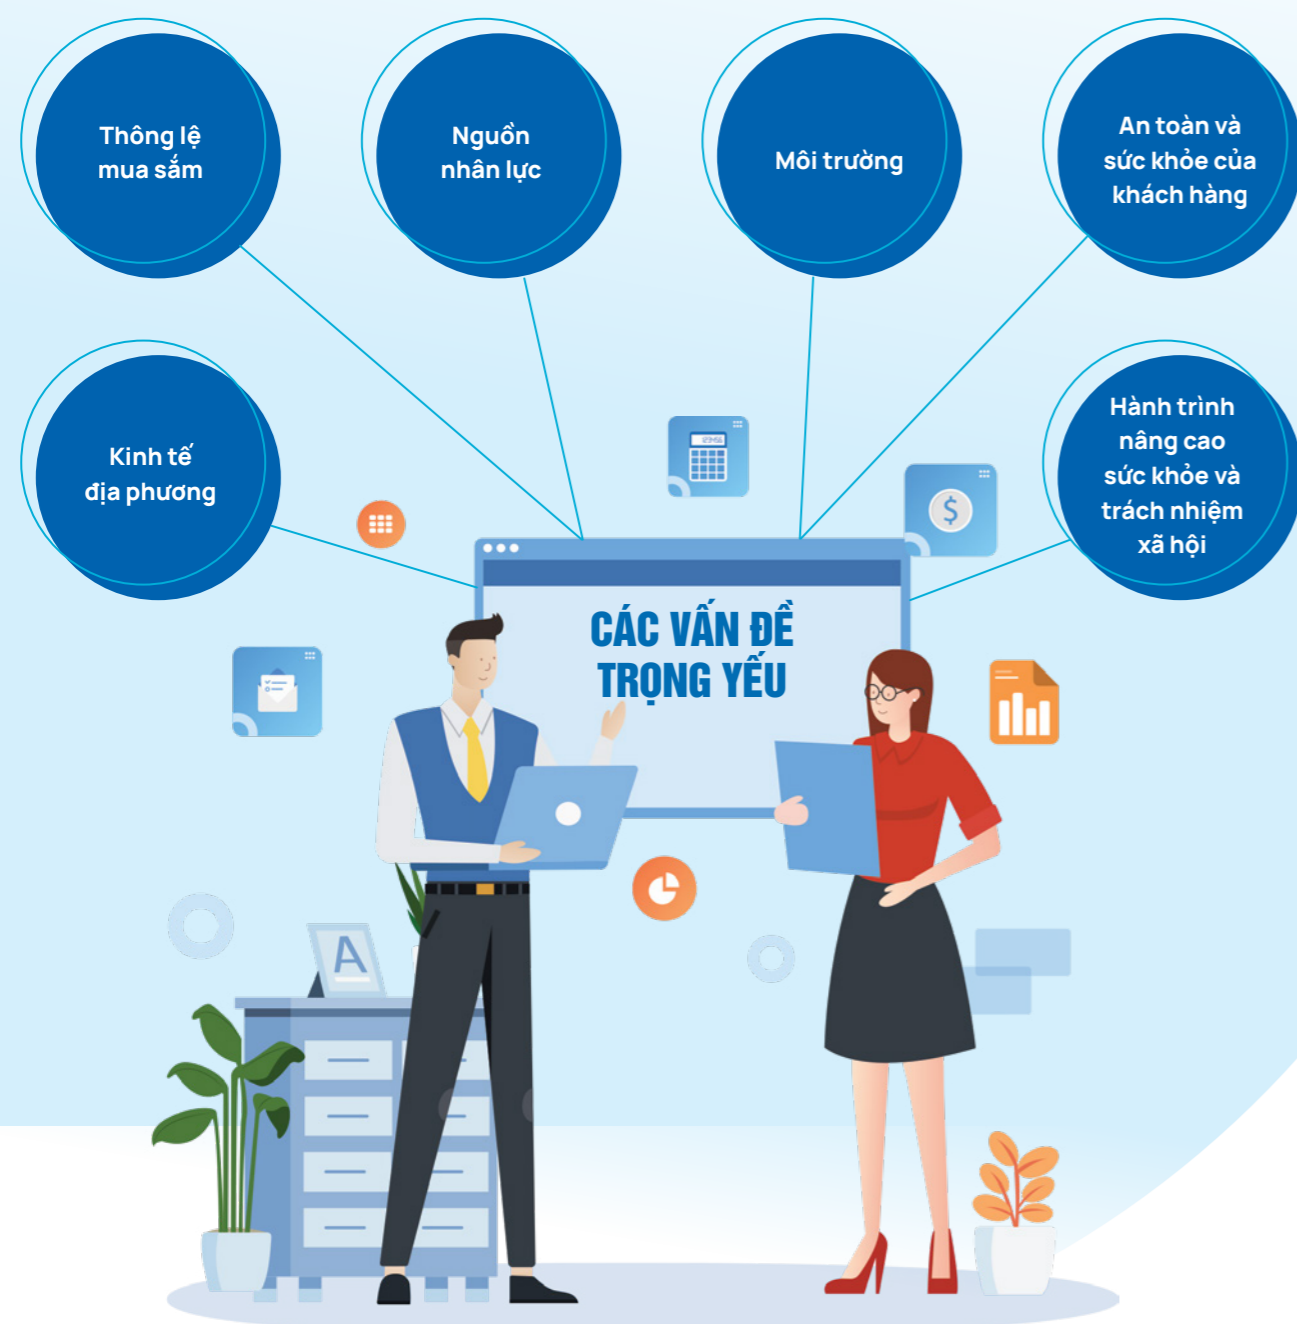 Thông lệ
mua sắm
Nguồn
nhân lực
Môi trường
An toàn và
sức khỏe của
khách hàng
Kinh tế
địa phương
Hành trình
nâng cao
sức khỏe và
trách nhiệm
xã hội
123456
$
CÁC VẤN ĐỀ
TRỌNG YẾU
A